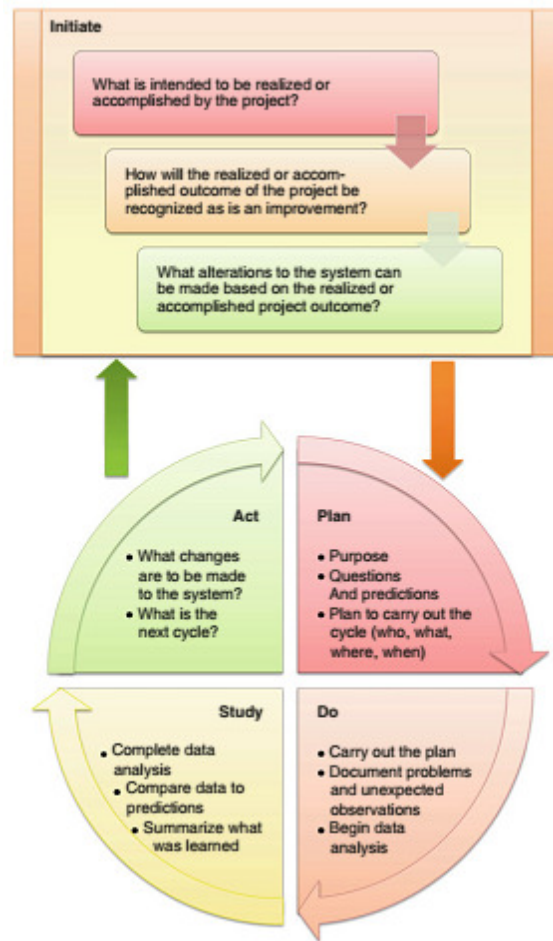 Initiate
What is intended to be realized or
accomplished by the project?
How will the realized or accom-
plished outcome of the project be
recognized as is an improvement?
What alterations to the system can
be made based on the realized or
accomplished project outcome?
Act
• What changes
are to be made
to the system?
• What is the
next cycle?
Plan
• Purpose
• Questions
And predictions
• Plan to carry out the
cycle (who, what,
where, when)
Study
• Complete data
analysis
• Compare data to
predictions
• Summarize what
was learned
Do
• Carry out the plan
• Document problems
and unexpected
observations
• Begin data
analysis